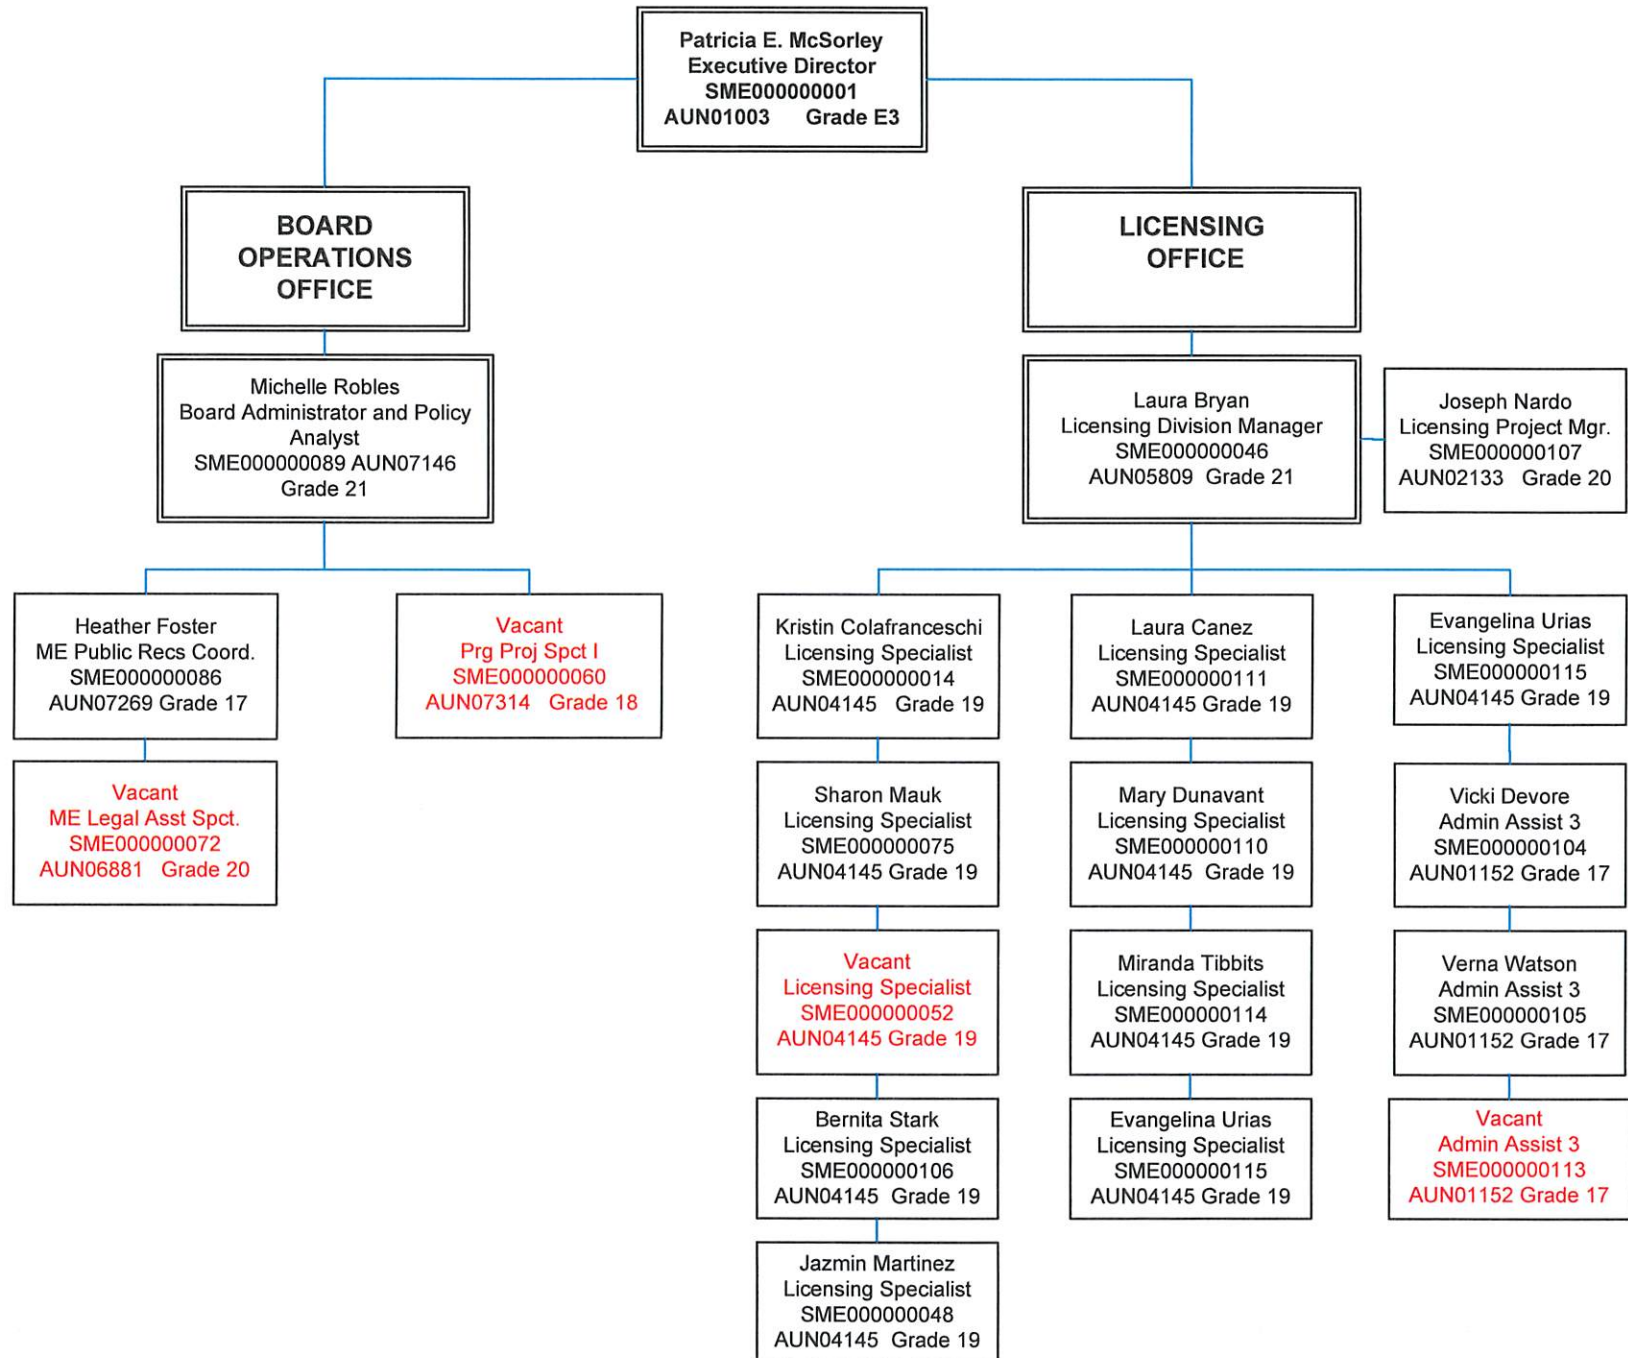 Patricia E. McSorley
Executive Director
SME000000001
AUN01003 Grade E3
BOARD
OPERATIONS
OFFICE
LICENSING
OFFICE
Michelle Robles
Board Administrator and Policy
Analyst
SME000000089 AUN07146
Grade 21
Laura Bryan
Licensing Division Manager
SME000000046
AUN05809 Grade 21
Joseph Nardo
Licensing Project Mgr.
SME000000107
AUN02133 Grade 20
Heather Foster
ME Public Recs Coord.
SME000000086
AUN07269 Grade 17
Vacant
Prg Proj Spct I
SME000000060
AUN07314 Grade 18
Vacant
ME Legal Asst Spct.
SME000000072
AUN06881 Grade 20
Kristin Colafranceschi
Licensing Specialist
SME000000014
AUN04145 Grade 19
Sharon Mauk
Licensing Specialist
SME000000075
AUN04145 Grade 19
Vacant
Licensing Specialist
SME000000052
AUN04145 Grade 19
Bernita Stark
Licensing Specialist
SME000000106
AUN04145 Grade 19
Jazmin Martinez
Licensing Specialist
SME000000048
AUN04145 Grade 19
Laura Canez
Licensing Specialist
SME000000111
AUN04145 Grade 19
Mary Dunavant
Licensing Specialist
SME000000110
AUN04145 Grade 19
Miranda Tibbits
Licensing Specialist
SME000000114
AUN04145 Grade 19
Evangelina Urias
Licensing Specialist
SME000000115
AUN04145 Grade 19
Evangelina Urias
Licensing Specialist
SME000000115
AUN04145 Grade 19
Vicki Devore
Admin Assist 3
SME000000104
AUN01152 Grade 17
Verna Watson
Admin Assist 3
SME000000105
AUN01152 Grade 17
Vacant
Admin Assist 3
SME000000113
AUN01152 Grade 17